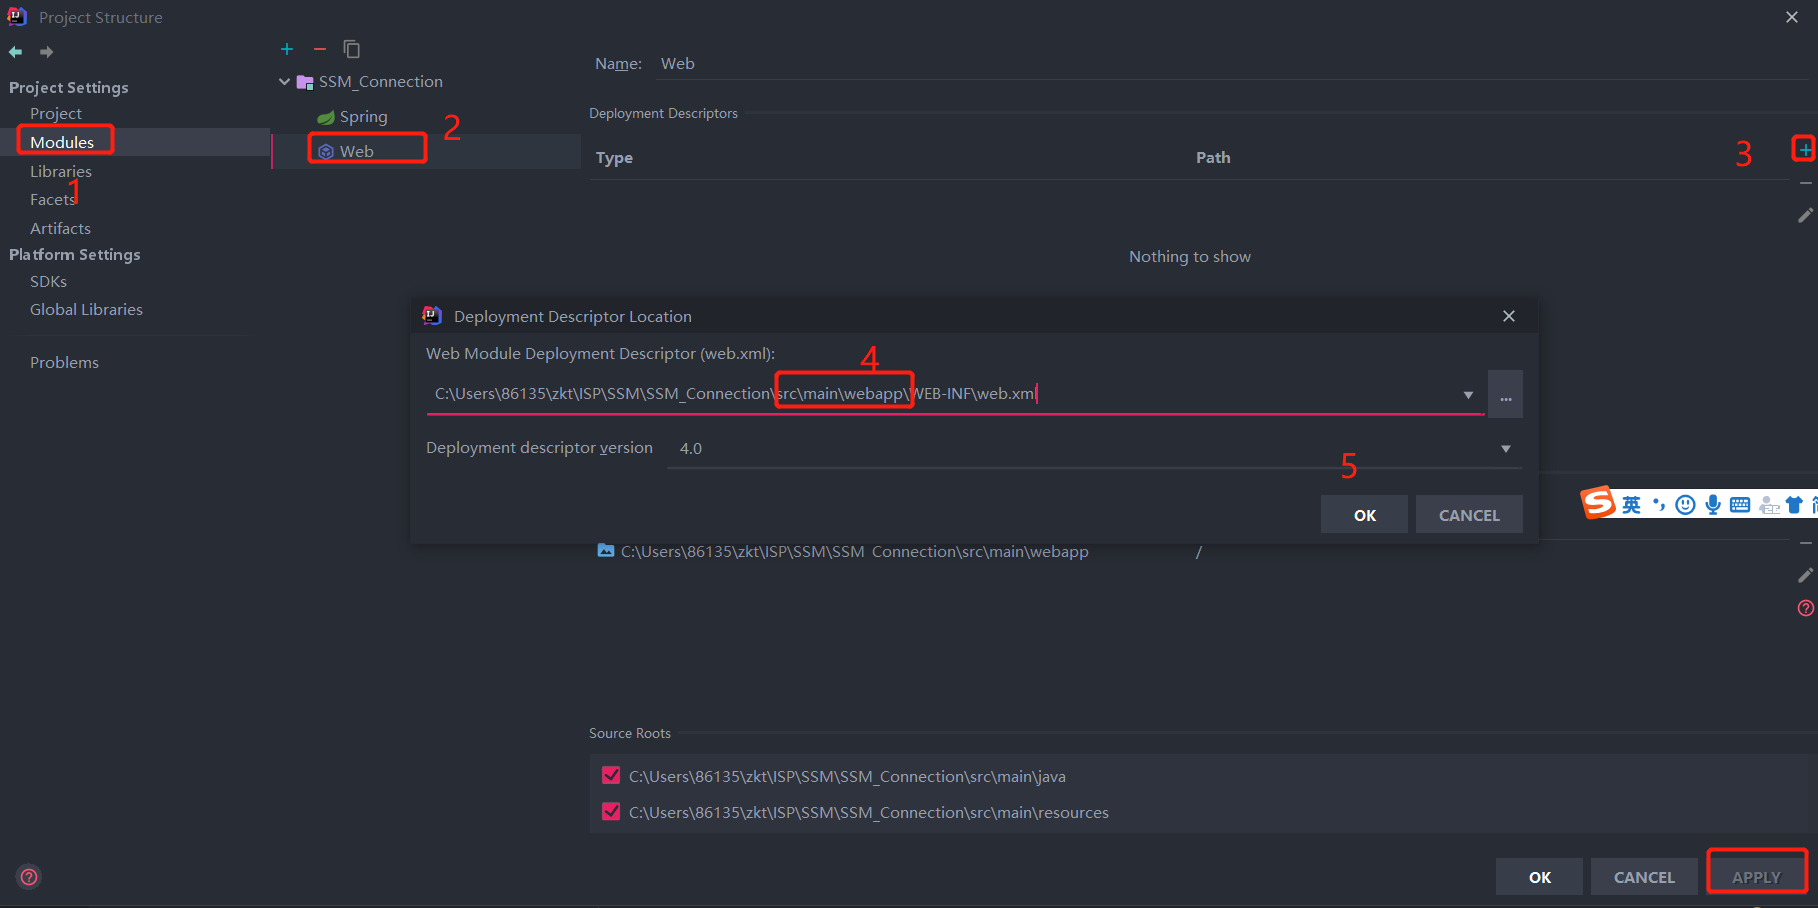 Project Structure
Project Settings
Project
Modules
Libraries
1
Facets
Artifacts
Platform Settings
SDKs
Global Libraries
Problems
SSM_Connection
Spring
2
Web
Name: Web
Deployment Descriptors
Type Path
3
Nothing to show
Deployment Descriptor Location
Web Module Deployment Descriptor (web.xml):
4
C:\Users\86135\zkt\ISP\SSM\SSM_Connection\src\main\webapp\WEB-INF\web.xml
...
Deployment descriptor version 4.0
5
OK CANCEL
英
C:\Users\86135\zkt\ISP\SSM\SSM_Connection\src\main\webapp /
Source Roots
C:\Users\86135\zkt\ISP\SSM\SSM_Connection\src\main\java
C:\Users\86135\zkt\ISP\SSM\SSM_Connection\src\main\resources
OK CANCEL APPLY